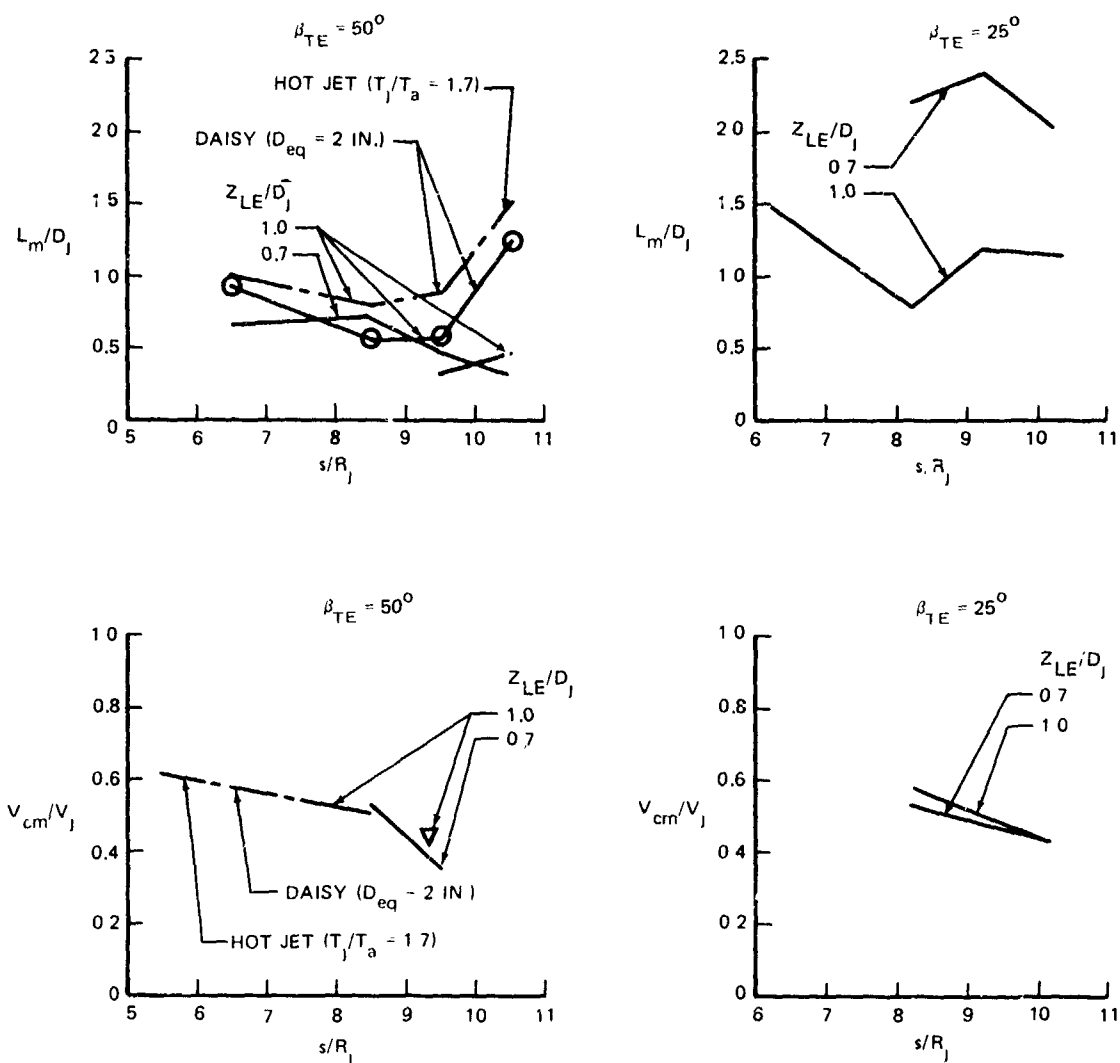 β_TE = 50°
2 3
2 0
1 5
1 0
0.5
0
L_m/D_J
HOT JET (T_J/T_a = 1.7)
DAISY (D_eq = 2 IN.)
Z_LE/D_J
1.0
0.7
5 6 7 8 9 10 11
s/R_J
β_TE = 25°
2.5
2.0
1.5
1.0
0.5
0
L_m/D_J
Z_LE/D_J
0 7
1.0
6 7 8 9 10 11
s, R_J
β_TE = 50°
1 0
0.8
0.6
0.4
0 2
0
V_cm/V_J
Z_LE/D_J
1.0
0 7
DAISY (D_eq - 2 IN)
HOT JET (T_J/T_a = 1 7)
5 6 7 8 9 10 11
s/R_J
β_TE = 25°
1 0
0.8
0.6
0.4
0.2
0
V_cm/V_J
Z_LE/D_J
0 7
1 0
6 7 8 9 10 11
s/R_J